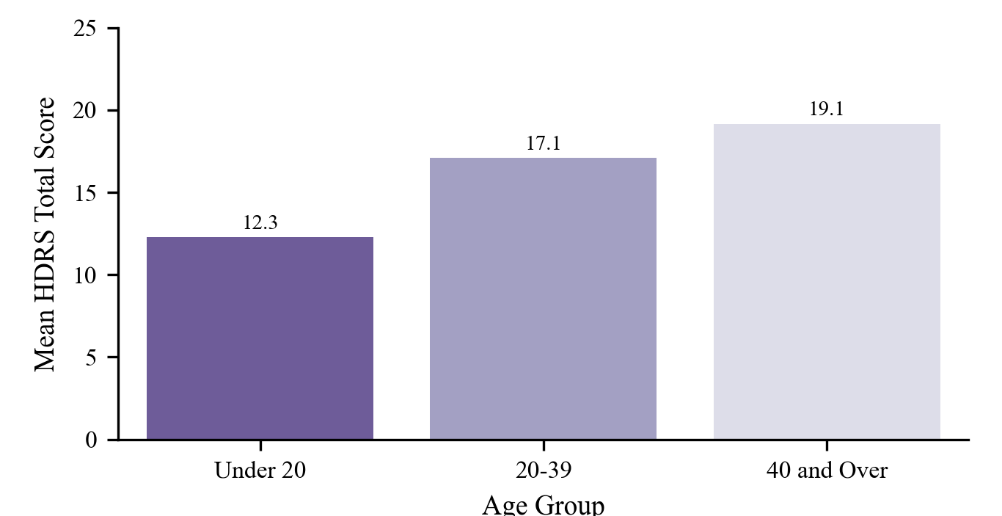 25
20
15
10
5
0
Mean HDRS Total Score
12.3
17.1
19.1
Under 20
20-39
40 and Over
Age Group